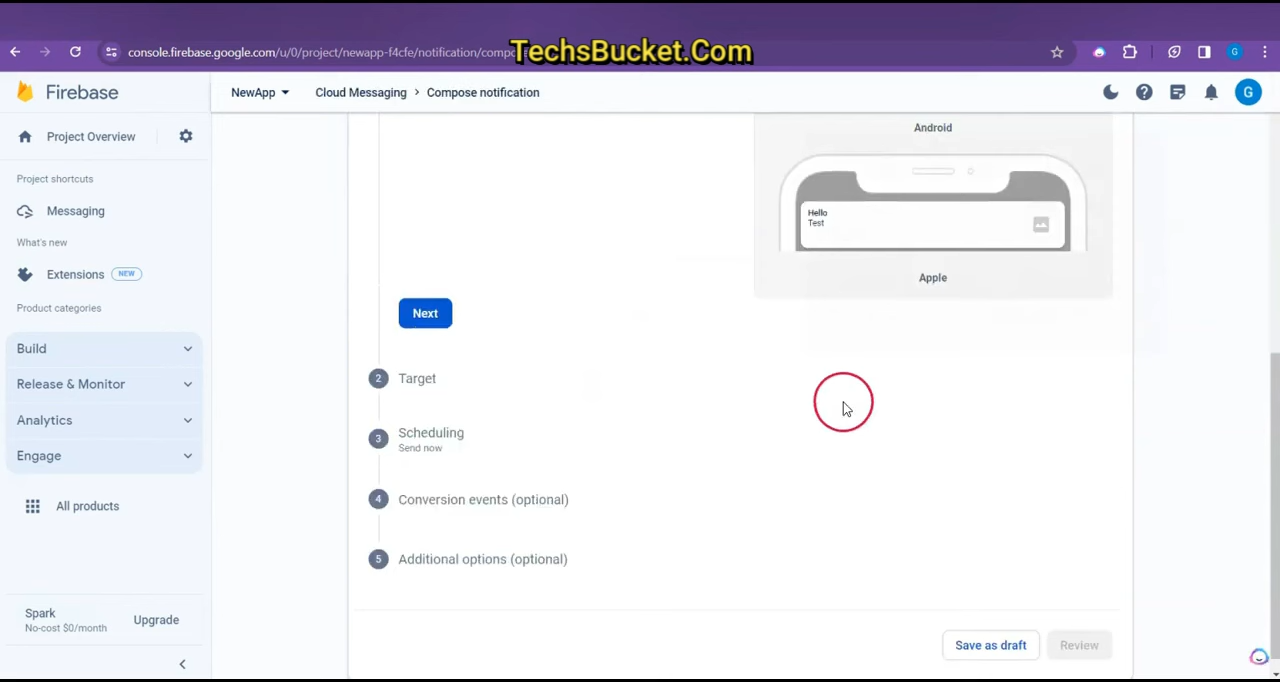 console.firebase.google.com/u/0/project/newapp-f4cfe/notification/compo
TechsBucket.Com
G
Firebase
NewApp
Cloud Messaging > Compose notification
G
Project Overview
Project shortcuts
Messaging
What's new
Extensions NEW
Product categories
Build
Release & Monitor
Analytics
Engage
All products
Spark
No-cost $0/month
Upgrade
Android
Hello
Test
Apple
Next
2 Target
3 Scheduling
Send now
4 Conversion events (optional)
5 Additional options (optional)
Save as draft
Review